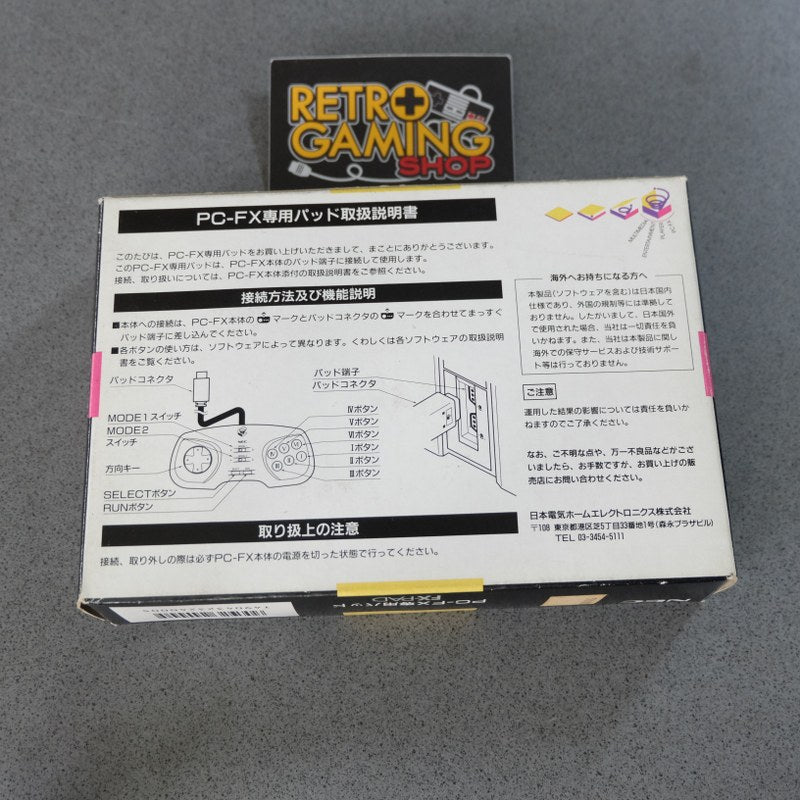 RETRO
GAMING
SHOP
PC-FX専用パッド取扱説明書
このたびは、PC-FX専用パッドをお買い上げいただきまして、まことにありがとうございます。
このPC-FX専用パッドは、PC-FX本体のパッド端子に接続して使用します。
接続、取り扱いについては、PC-FX本体添付の取扱説明書をご参照ください。
接続方法及び機能説明
■本体への接続は、PC-FX本体の マークとパッドコネクタの マークを合わせてまっすぐ
パッド端子に差し込んでください。
■各ボタンの使い方は、ソフトウェアによって異なります。くわしくは各ソフトウェアの取扱説明
書をご覧ください。
パッドコネクタ
MODE1スイッチ
MODE2
スイッチ
方向キー
SELECTボタン
RUNボタン
Ⅳボタン
Ⅴボタン
Ⅵボタン
Ⅰボタン
Ⅱボタン
Ⅲボタン
パッド端子
パッドコネクタ
取り扱い上の注意
接続、取り外しの際は必ずPC-FX本体の電源を切った状態で行ってください。
MULTIMEDIA
ENTERTAINMENT
PLAYER
海外へお持ちになる方へ
本製品(ソフトウェアを含む)は日本国内
仕様であり、外国の規制等には準拠して
おりません。したがいまして、日本国外
で使用された場合、当社は一切責任を負
いかねます。また、当社は本製品に関し
海外での保守サービスおよび技術サポー
ト等は行っておりません。
ご注意
運用した結果の影響については責任を負いか
ねますのでご了承ください。
なお、ご不明な点や、万一不良品などがござ
いましたら、お手数ですが、お買い上げの販
売店にお問い合わせください。
日本電気ホームエレクトロニクス株式会社
〒108 東京都港区芝5丁目33番地1号(森永プラザビル)
TEL 03-3454-5111
PC-FX専用パッド
FX-PAD
NEC